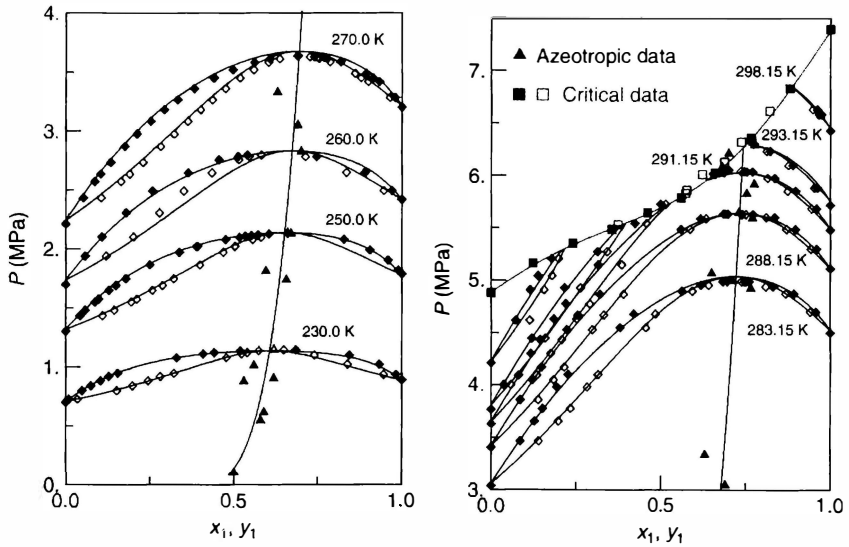 4.
3.
2.
1.
0.
P (MPa)
270.0 K
260.0 K
250.0 K
230.0 K
0.0
0.5
1.0
x₁, y₁
7.
6.
5.
4.
3.
P (MPa)
Azeotropic data
Critical data
298.15 K
293.15 K
291.15 K
288.15 K
283.15 K
0.0
0.5
1.0
x₁, y₁